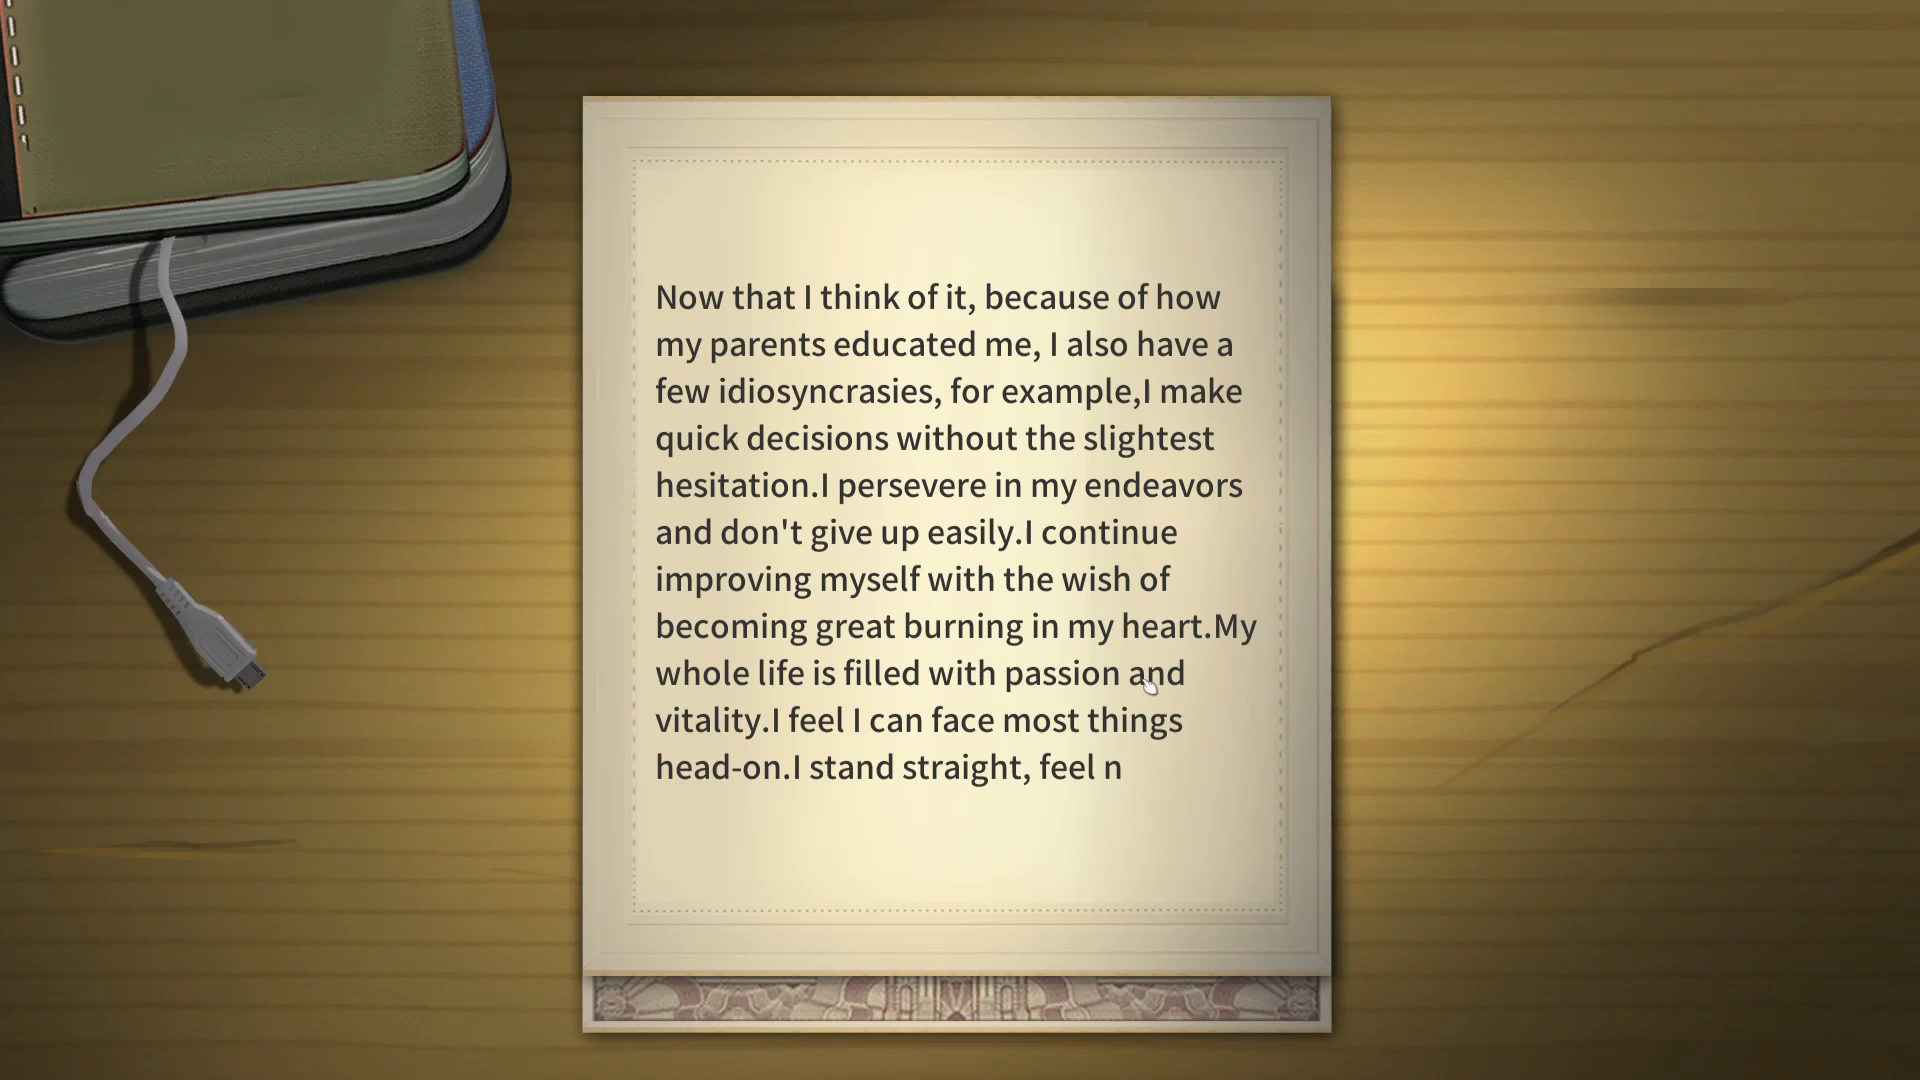 Now that I think of it, because of how
my parents educated me, I also have a
few idiosyncrasies, for example,I make
quick decisions without the slightest
hesitation.I persevere in my endeavors
and don't give up easily.I continue
improving myself with the wish of
becoming great burning in my heart.My
whole life is filled with passion and
vitality.I feel I can face most things
head-on.I stand straight, feel n